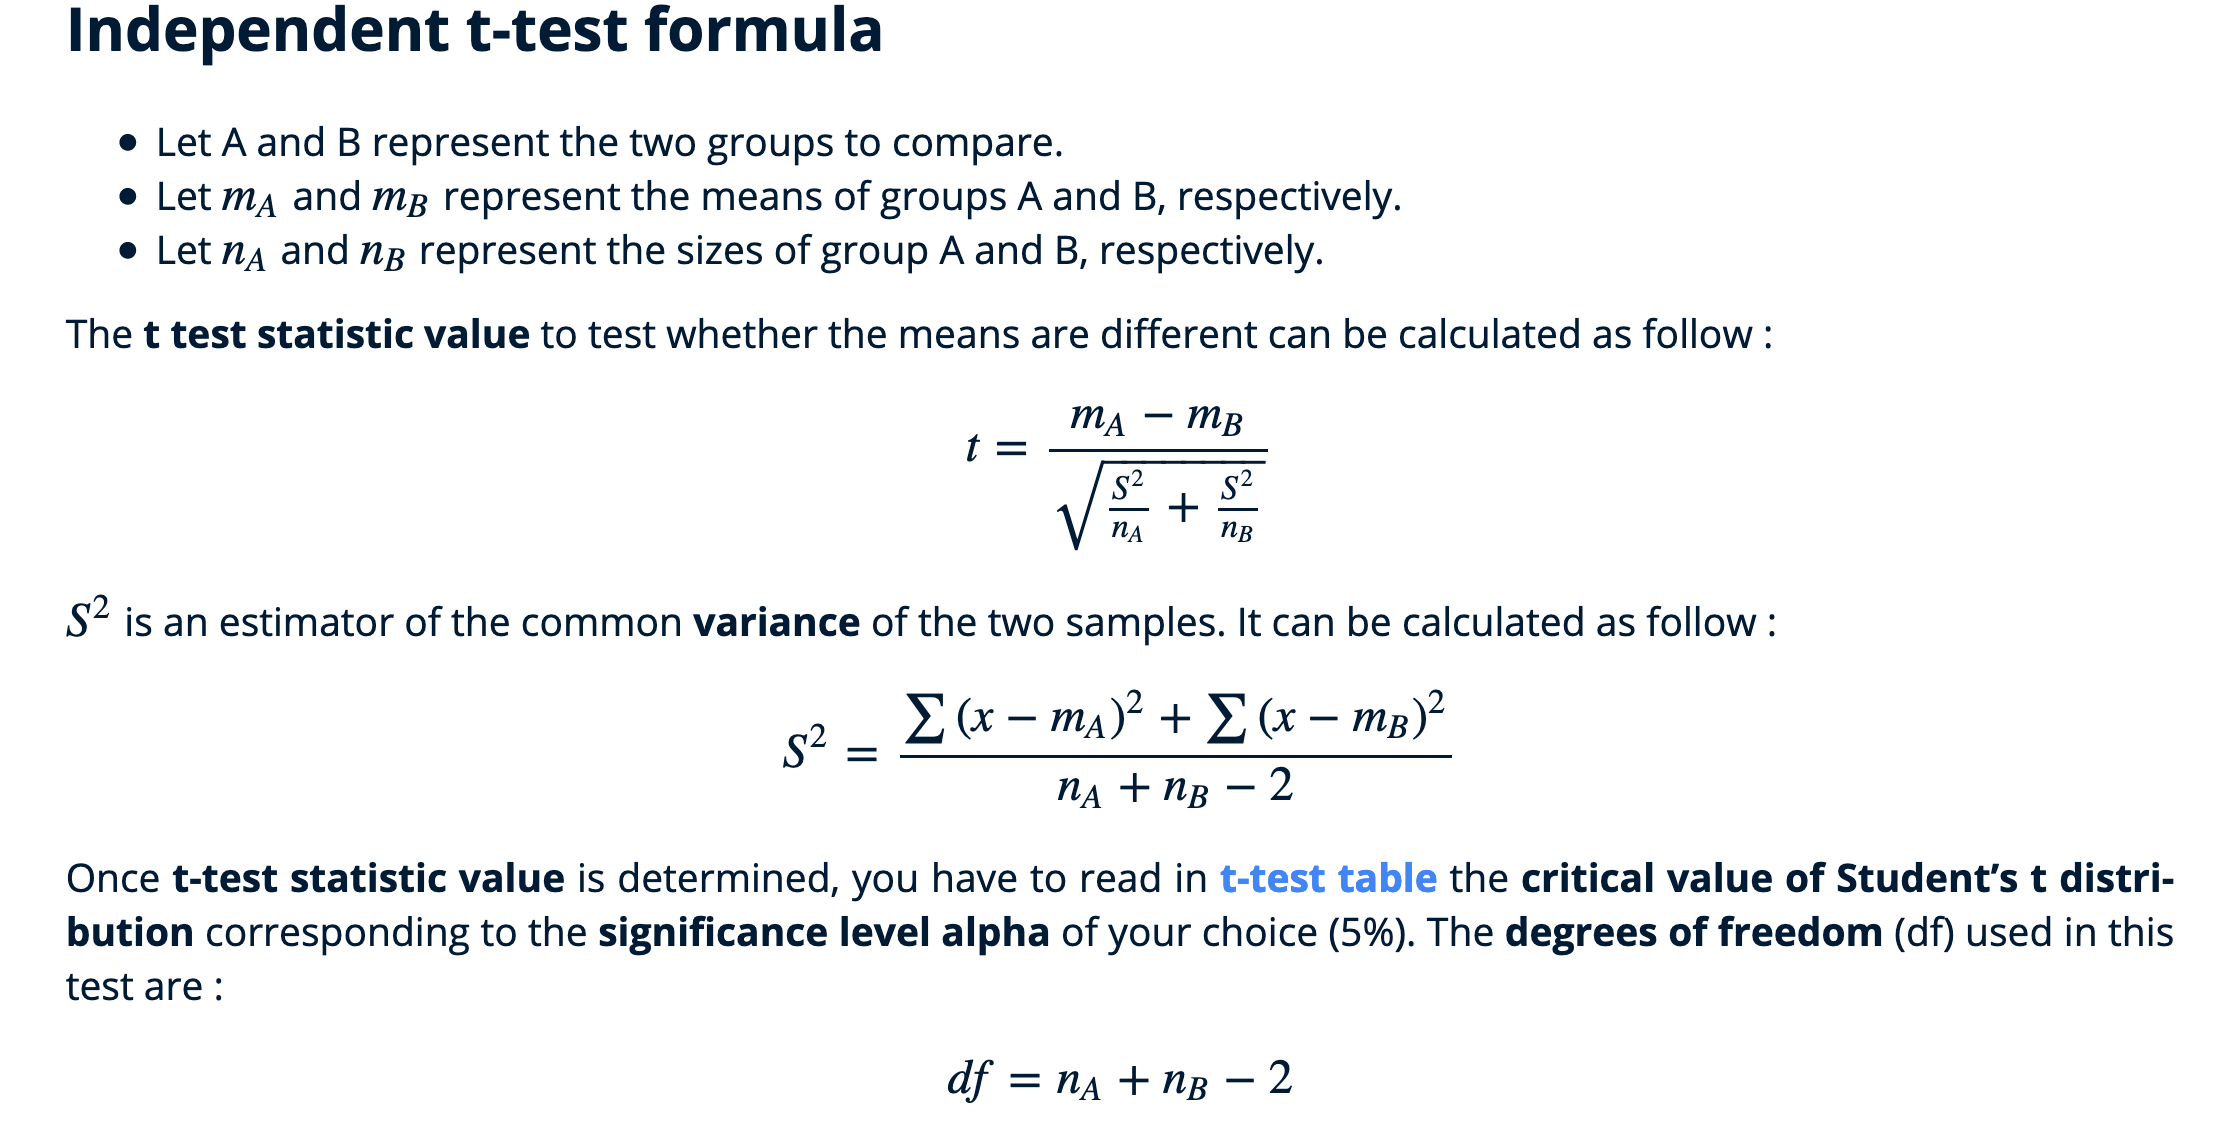 Independent t-test formula
• Let A and B represent the two groups to compare.
• Let m_A and m_B represent the means of groups A and B, respectively.
• Let n_A and n_B represent the sizes of group A and B, respectively.
The t test statistic value to test whether the means are different can be calculated as follow :
t = \frac{m_A - m_B}{\sqrt{\frac{S^2}{n_A} + \frac{S^2}{n_B}}}
S^2 is an estimator of the common variance of the two samples. It can be calculated as follow :
S^2 = \frac{\sum (x - m_A)^2 + \sum (x - m_B)^2}{n_A + n_B - 2}
Once t-test statistic value is determined, you have to read in t-test table the critical value of Student’s t distri-
bution corresponding to the significance level alpha of your choice (5%). The degrees of freedom (df) used in this
test are :
df = n_A + n_B - 2